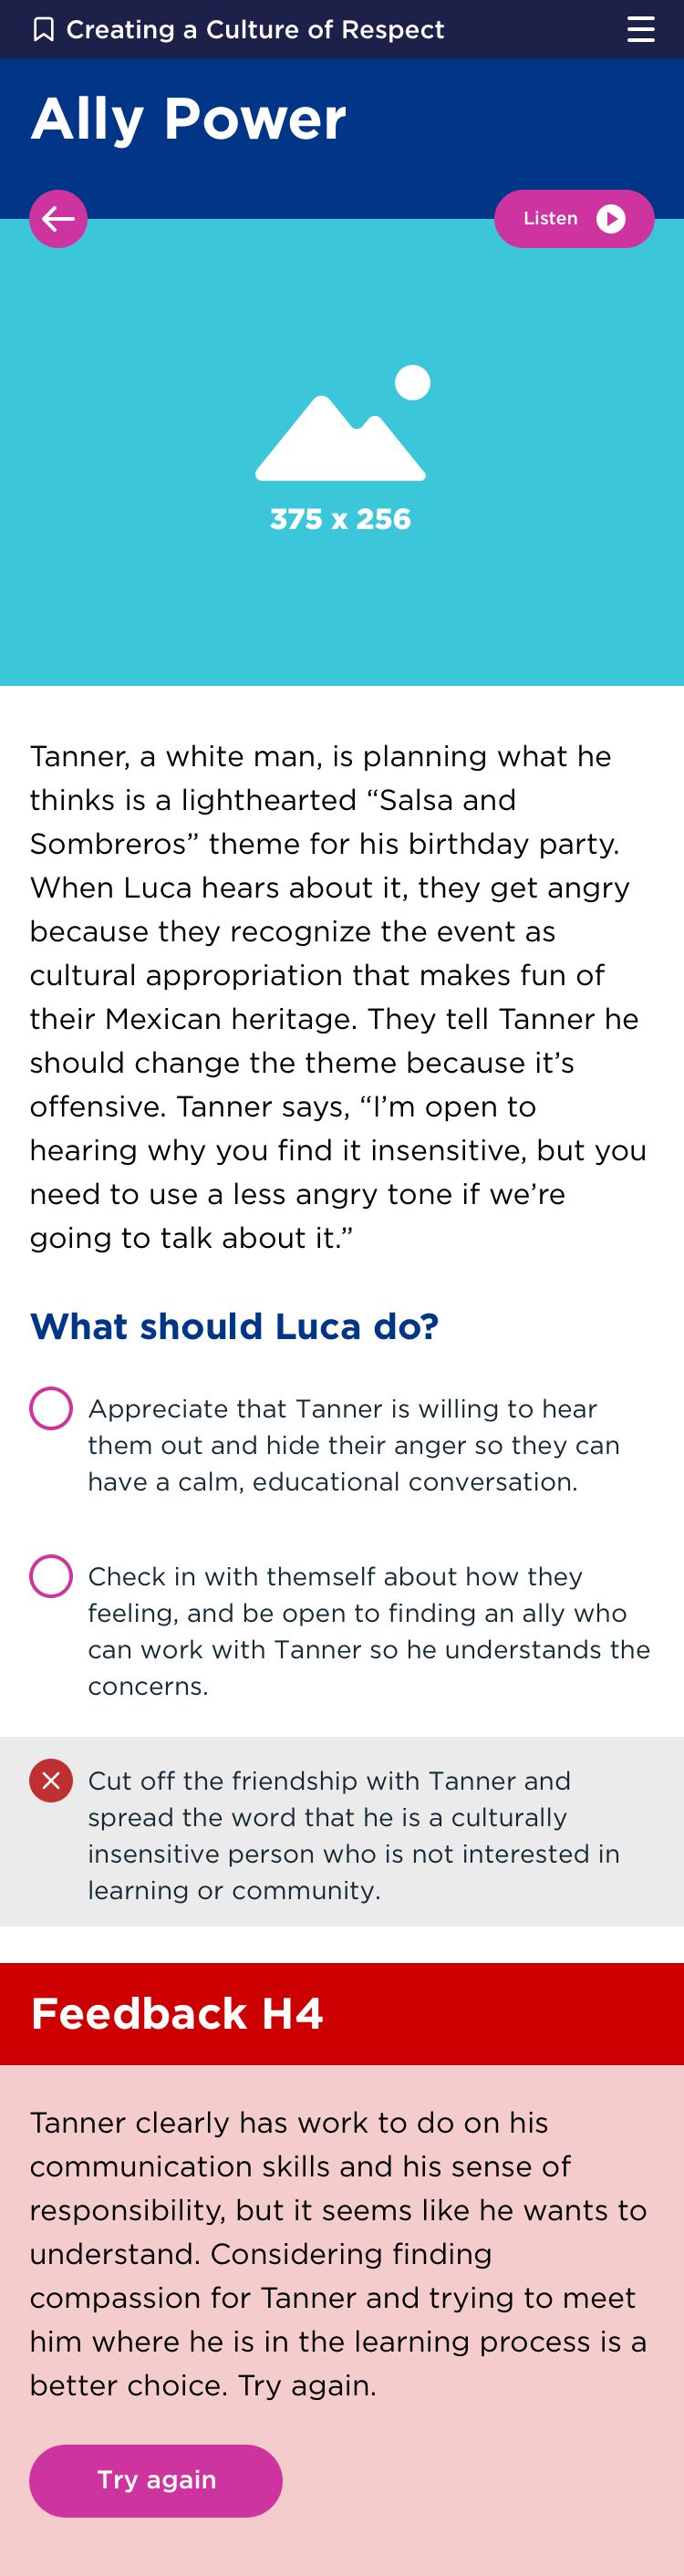 Creating a Culture of Respect
Ally Power
Listen
375 x 256
Tanner, a white man, is planning what he
thinks is a lighthearted “Salsa and
Sombreros” theme for his birthday party.
When Luca hears about it, they get angry
because they recognize the event as
cultural appropriation that makes fun of
their Mexican heritage. They tell Tanner he
should change the theme because it’s
offensive. Tanner says, “I’m open to
hearing why you find it insensitive, but you
need to use a less angry tone if we’re
going to talk about it.”
What should Luca do?
Appreciate that Tanner is willing to hear
them out and hide their anger so they can
have a calm, educational conversation.
Check in with themself about how they
feeling, and be open to finding an ally who
can work with Tanner so he understands the
concerns.
Cut off the friendship with Tanner and
spread the word that he is a culturally
insensitive person who is not interested in
learning or community.
Feedback H4
Tanner clearly has work to do on his
communication skills and his sense of
responsibility, but it seems like he wants to
understand. Considering finding
compassion for Tanner and trying to meet
him where he is in the learning process is a
better choice. Try again.
Try again